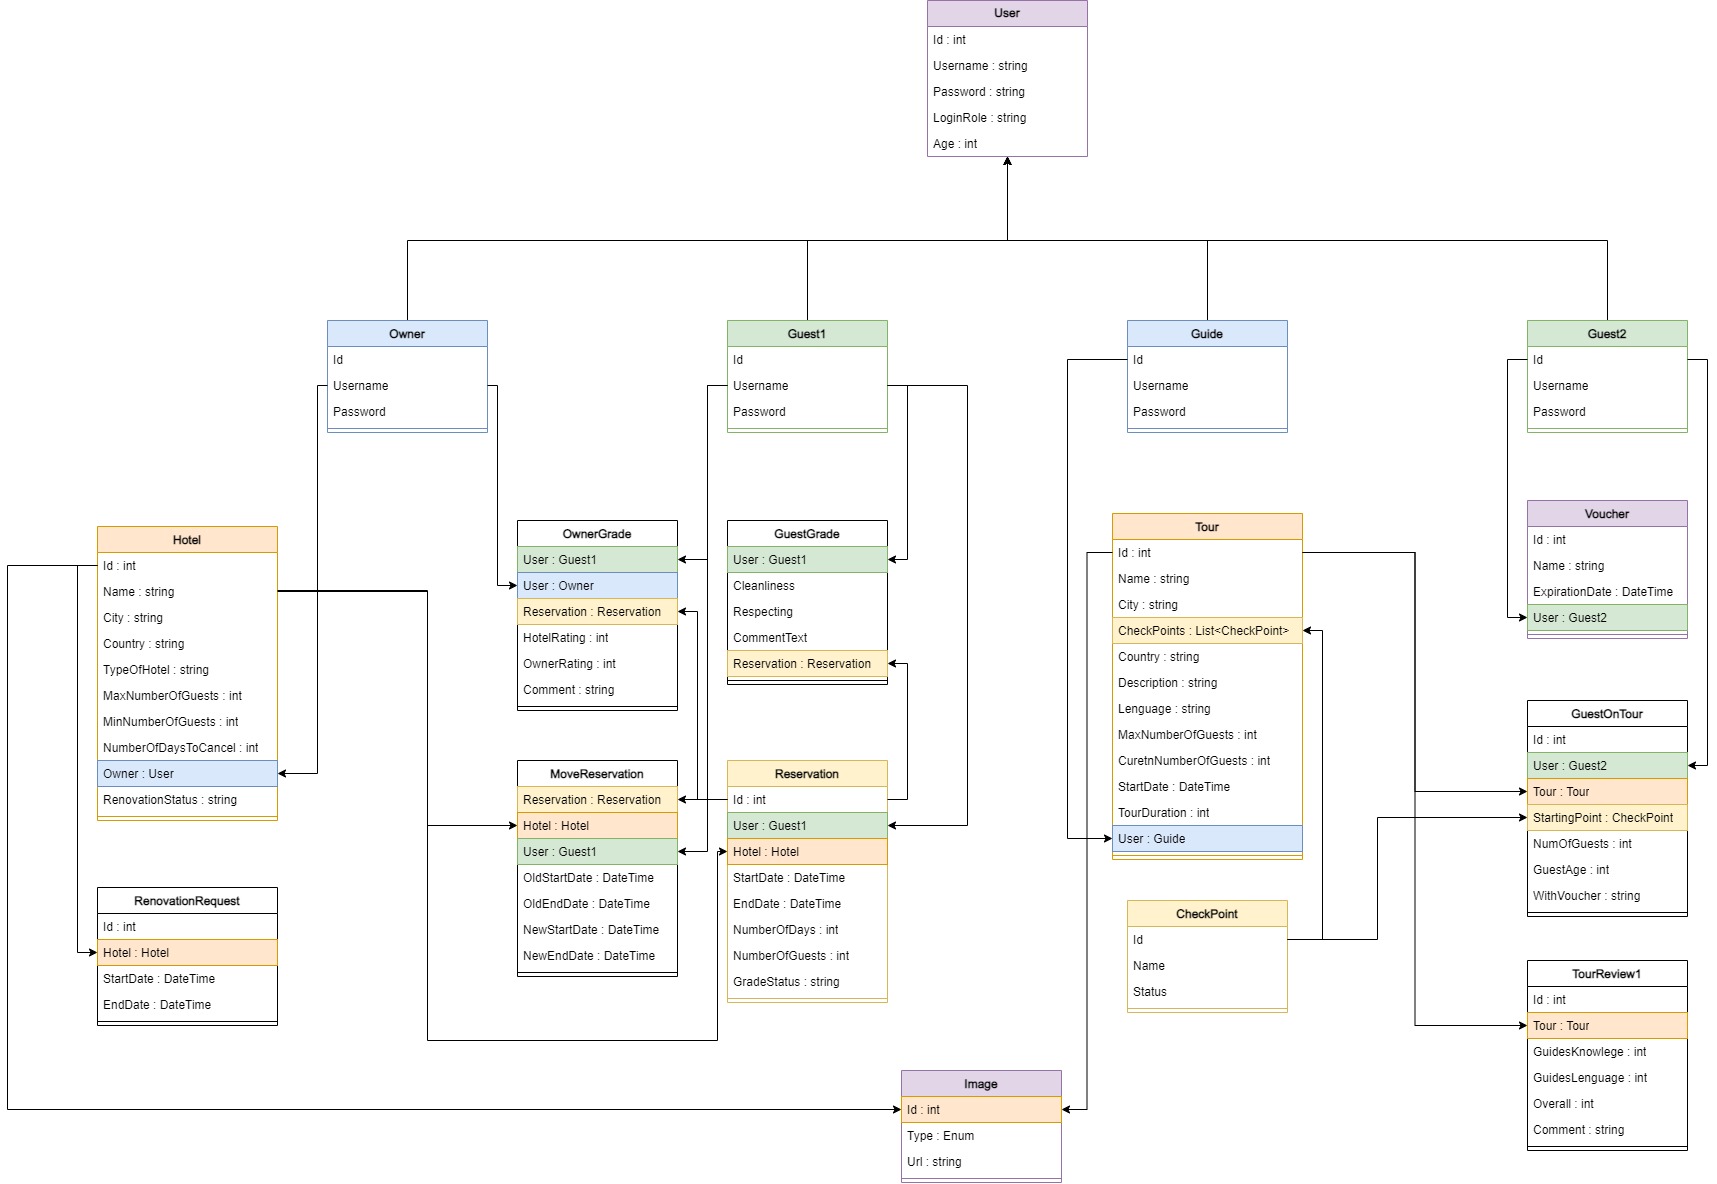 User
Id : int
Username : string
Password : string
LoginRole : string
Age : int
Owner
Id
Username
Password
Guest1
Id
Username
Password
Guide
Id
Username
Password
Guest2
Id
Username
Password
Hotel
Id : int
Name : string
City : string
Country : string
TypeOfHotel : string
MaxNumberOfGuests : int
MinNumberOfGuests : int
NumberOfDaysToCancel : int
Owner : User
RenovationStatus : string
OwnerGrade
User : Guest1
User : Owner
Reservation : Reservation
HotelRating : int
OwnerRating : int
Comment : string
GuestGrade
User : Guest1
Cleanliness
Respecting
CommentText
Reservation : Reservation
Tour
Id : int
Name : string
City : string
CheckPoints : List<CheckPoint>
Country : string
Description : string
Lenguage : string
MaxNumberOfGuests : int
CuretnNumberOfGuests : int
StartDate : DateTime
TourDuration : int
User : Guide
Voucher
Id : int
Name : string
ExpirationDate : DateTime
User : Guest2
GuestOnTour
Id : int
User : Guest2
Tour : Tour
StartingPoint : CheckPoint
NumOfGuests : int
GuestAge : int
WithVoucher : string
MoveReservation
Reservation : Reservation
Hotel : Hotel
User : Guest1
OldStartDate : DateTime
OldEndDate : DateTime
NewStartDate : DateTime
NewEndDate : DateTime
Reservation
Id : int
User : Guest1
Hotel : Hotel
StartDate : DateTime
EndDate : DateTime
NumberOfDays : int
NumberOfGuests : int
GradeStatus : string
RenovationRequest
Id : int
Hotel : Hotel
StartDate : DateTime
EndDate : DateTime
CheckPoint
Id
Name
Status
TourReview1
Id : int
Tour : Tour
GuidesKnowlege : int
GuidesLenguage : int
Overall : int
Comment : string
Image
Id : int
Type : Enum
Url : string